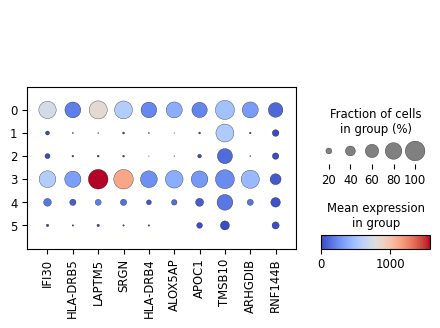 0
1
2
3
4
5
IFI30
HLA-DRB5
LAPTM5
SRGN
HLA-DRB4
ALOX5AP
APOC1
TMSB10
ARHGDIB
RNF144B
Fraction of cells
in group (%)
20 40 60 80 100
Mean expression
in group
0 1000